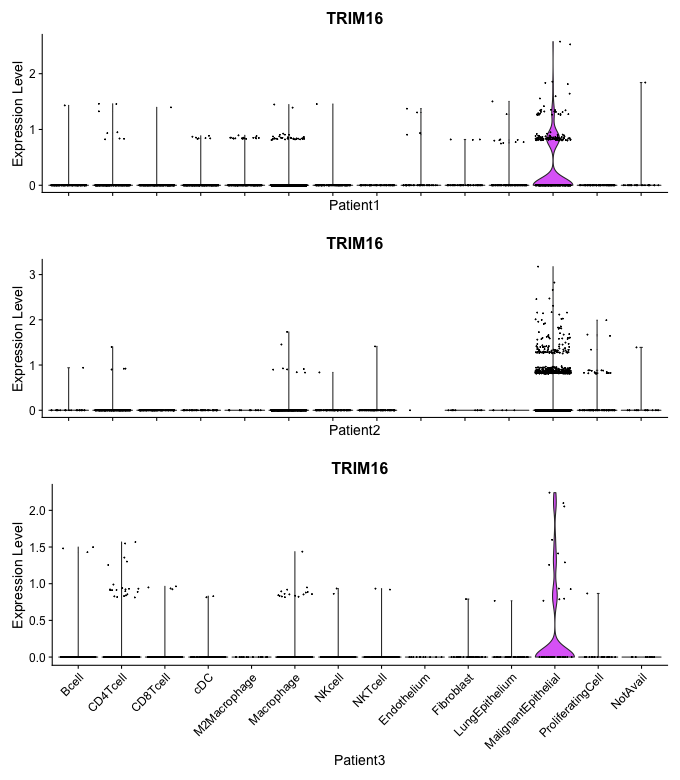 TRIM16
Expression Level
2
1
0
Patient1
TRIM16
Expression Level
3
2
1
0
Patient2
TRIM16
Expression Level
2.0
1.5
1.0
0.5
0.0
Bcell
CD4Tcell
CD8Tcell
cDC
M2Macrophage
Macrophage
NKcell
NKTcell
Endothelium
Fibroblast
LungEpithelium
MalignantEpithelial
ProliferatingCell
NotAvail
Patient3